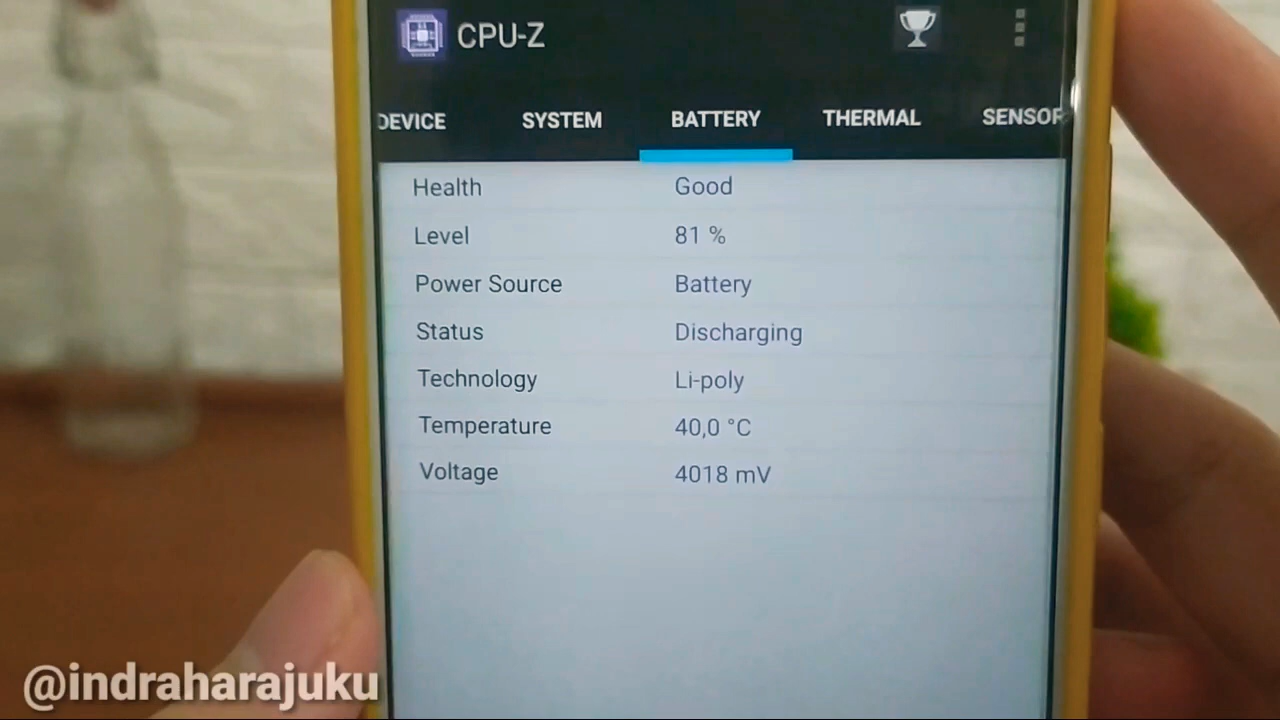 CPU-Z
DEVICE SYSTEM BATTERY THERMAL SENSOR
Health Good
Level 81 %
Power Source Battery
Status Discharging
Technology Li-poly
Temperature 40,0 °C
Voltage 4018 mV
@indraharajuku